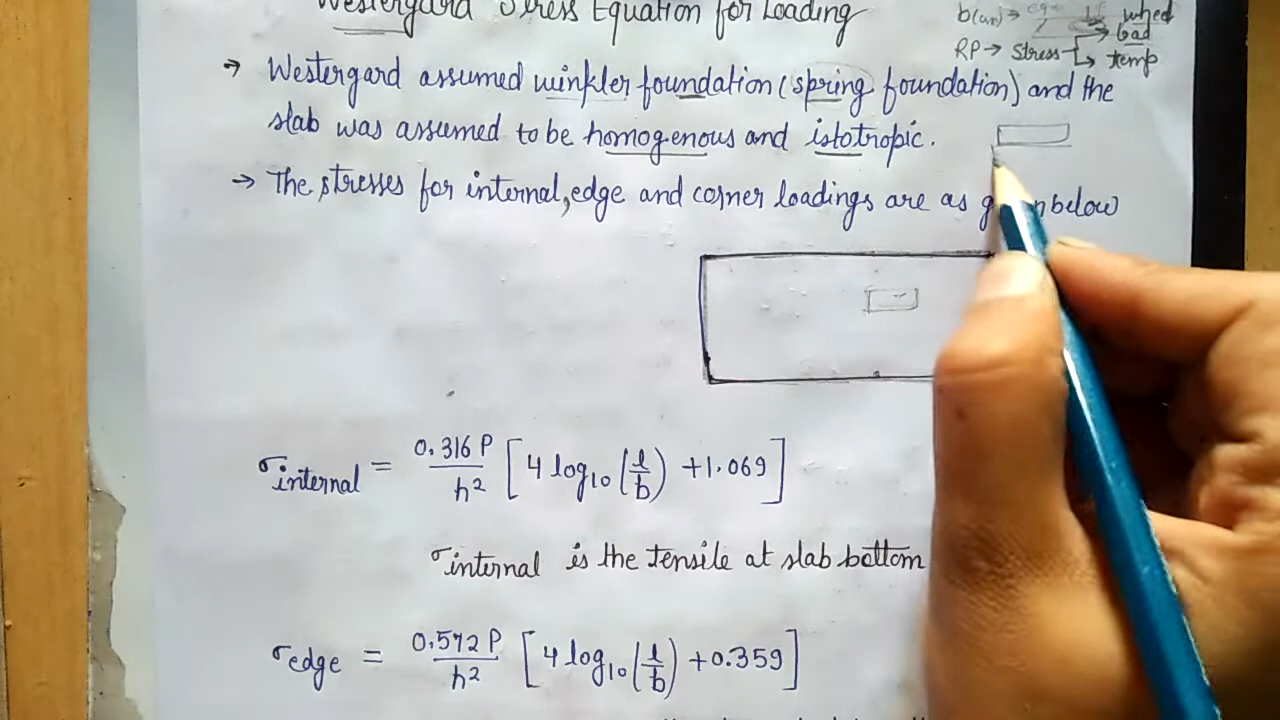 Westergard Stress Equation for Loading
b(cm) → wheel
load
RP → Stress → temp
→ Westergard assumed winkler foundation (spring foundation) and the
slab was assumed to be homogenous and istotropic.
→ The stresses for internal, edge and corner loadings are as below
σinternal = 0.316 P / h² [4 log10 (l/b) + 1.069]
σinternal is the tensile at slab bottom
σedge = 0.572 P / h² [4 log10 (l/b) + 0.359]